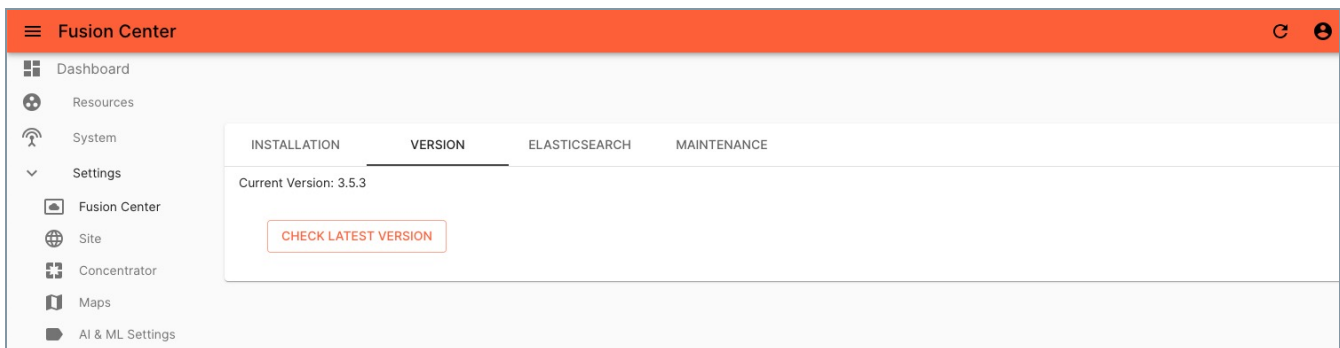 Fusion Center
Dashboard
Resources
System
Settings
Fusion Center
Site
Concentrator
Maps
AI & ML Settings
INSTALLATION VERSION ELASTICSEARCH MAINTENANCE
Current Version: 3.5.3
CHECK LATEST VERSION